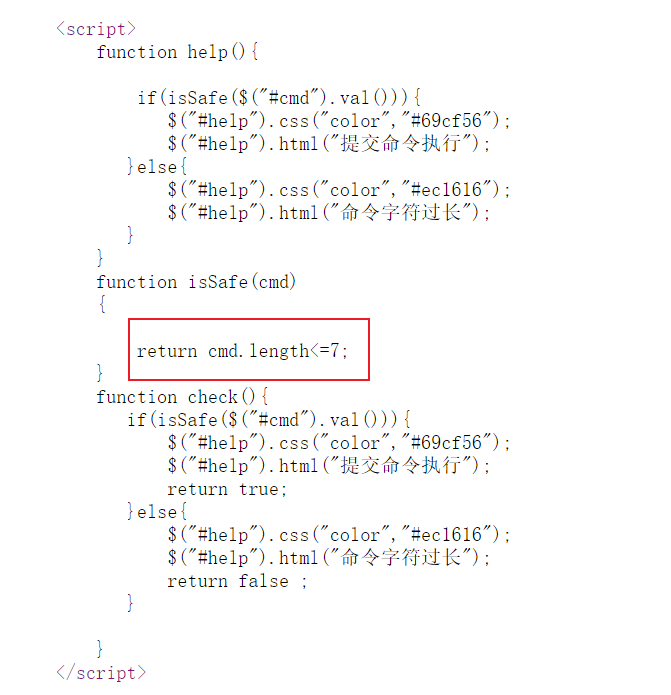 <script>
function help(){
if(isSafe($("#cmd").val())){
$("#help").css("color","#69cf56");
$("#help").html("提交命令执行");
}else{
$("#help").css("color","#ec1616");
$("#help").html("命令字符过长");
}
}
function isSafe(cmd)
{
return cmd.length<=7;
}
function check(){
if(isSafe($("#cmd").val())){
$("#help").css("color","#69cf56");
$("#help").html("提交命令执行");
return true;
}else{
$("#help").css("color","#ec1616");
$("#help").html("命令字符过长");
return false ;
}
}
</script>